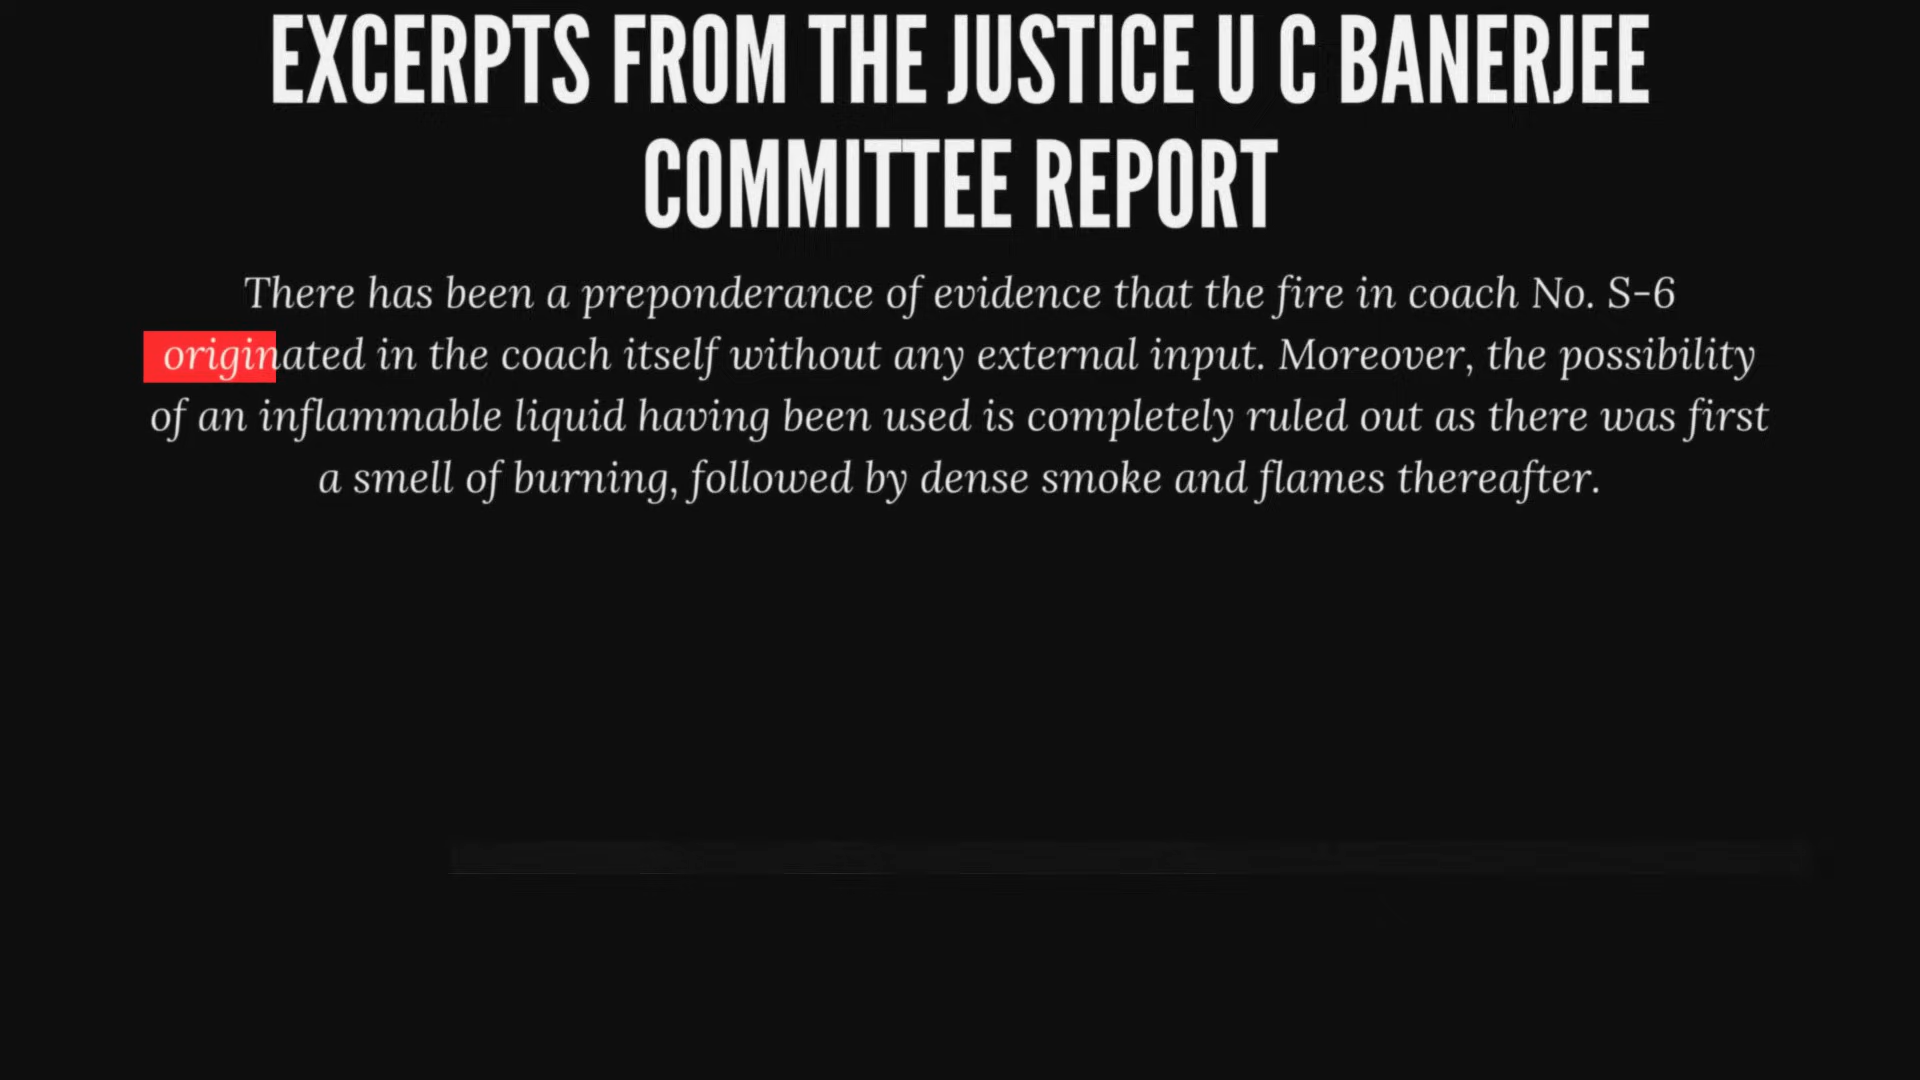 EXCERPTS FROM THE JUSTICE U C BANERJEE
COMMITTEE REPORT
There has been a preponderance of evidence that the fire in coach No. S-6
originated in the coach itself without any external input. Moreover, the possibility
of an inflammable liquid having been used is completely ruled out as there was first
a smell of burning, followed by dense smoke and flames thereafter.